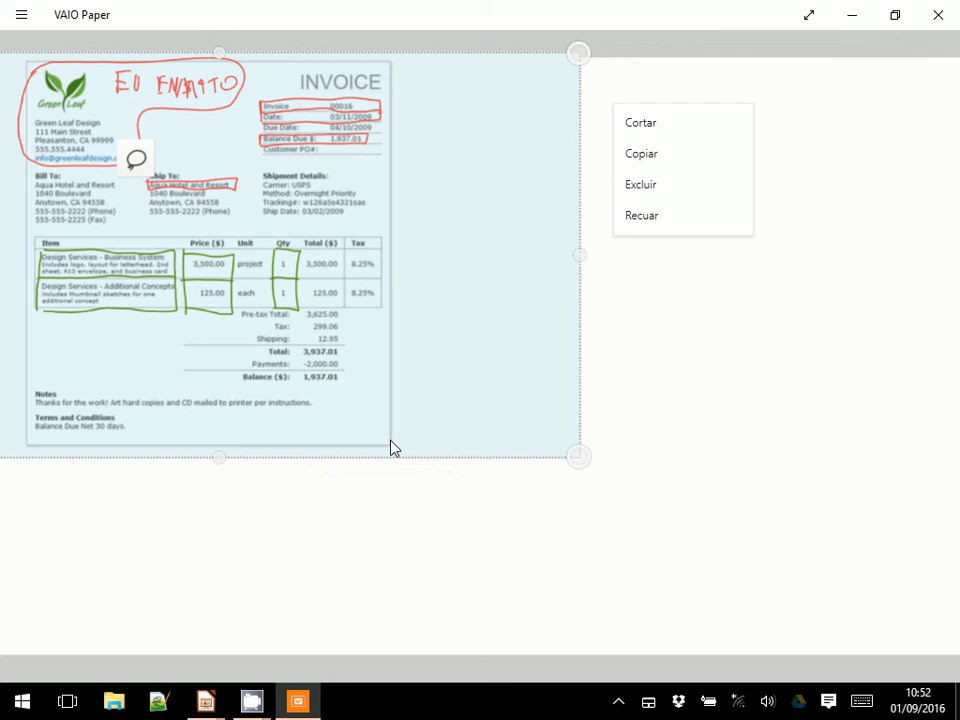 VAIO Paper
EU
INVOICE
GreenLeaf
Green Leaf Design
111 Main Street
Pleasanton, CA 99999
555.555.4444
info@greenleafdesign.c
Invoice 00016
Date: 03/11/2009
Due Date: 04/10/2009
Balance Due $: 1,937.01
Customer PO#:
Bill To:
Aqua Hotel and Resort
1040 Boulevard
Anytown, CA 94558
555-555-2222 (Phone)
555-555-2225 (Fax)
Ship To:
Aqua Hotel and Resort
1040 Boulevard
Anytown, CA 94558
555-555-2222 (Phone)
Shipment Details:
Carrier: USPS
Method: Overnight Priority
Tracking#: w126a5s4321sas
Ship Date: 03/02/2009
Item Price ($) Unit Qty Total ($) Tax
Design Services - Business System
Includes logo, layout for letterhead, 2nd
sheet, A10 envelope, and business card
3,500.00 project 1 3,500.00 8.25%
Design Services - Additional Concepts
Includes thumbnail sketches for one
additional concept
125.00 each 1 125.00 8.25%
Pre-tax Total: 3,625.00
Tax: 299.06
Shipping: 12.95
Total: 3,937.01
Payments: -2,000.00
Balance ($): 1,937.01
Notes
Thanks for the work! Art hard copies and CD mailed to printer per instructions.
Terms and Conditions
Balance Due Net 30 days.
Cortar
Copiar
Excluir
Recuar
10:52
01/09/2016